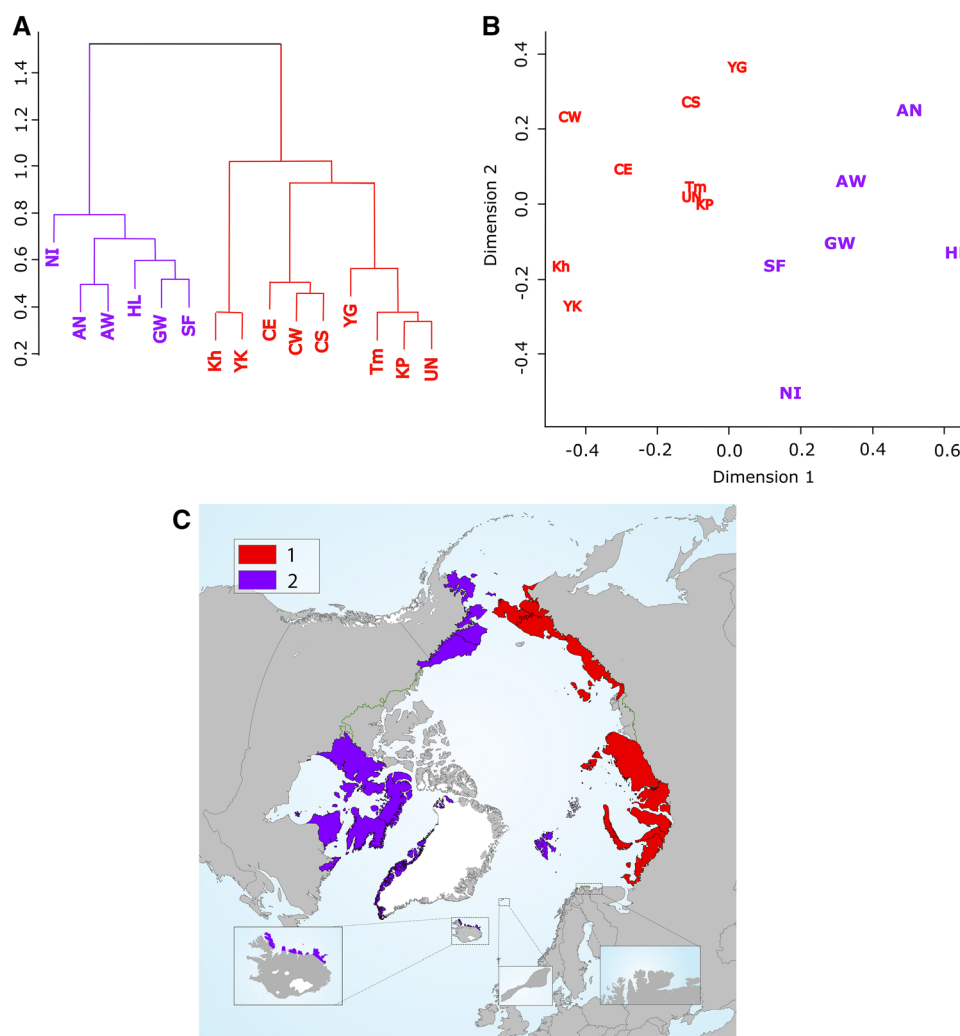 A
1.4
1.2
1.0
0.8
0.6
0.4
0.2
NI
AN
AW
HL
GW
SF
Kh
YK
CE
CW
CS
YG
Tm
KP
UN
B
Dimension 2
0.4
0.2
0.0
-0.2
-0.4
YG
CS
CW
AN
CE
AW
Tm
UN
KP
GW
HL
SF
Kh
YK
NI
-0.4 -0.2 0.0 0.2 0.4 0.6
Dimension 1
C
1
2